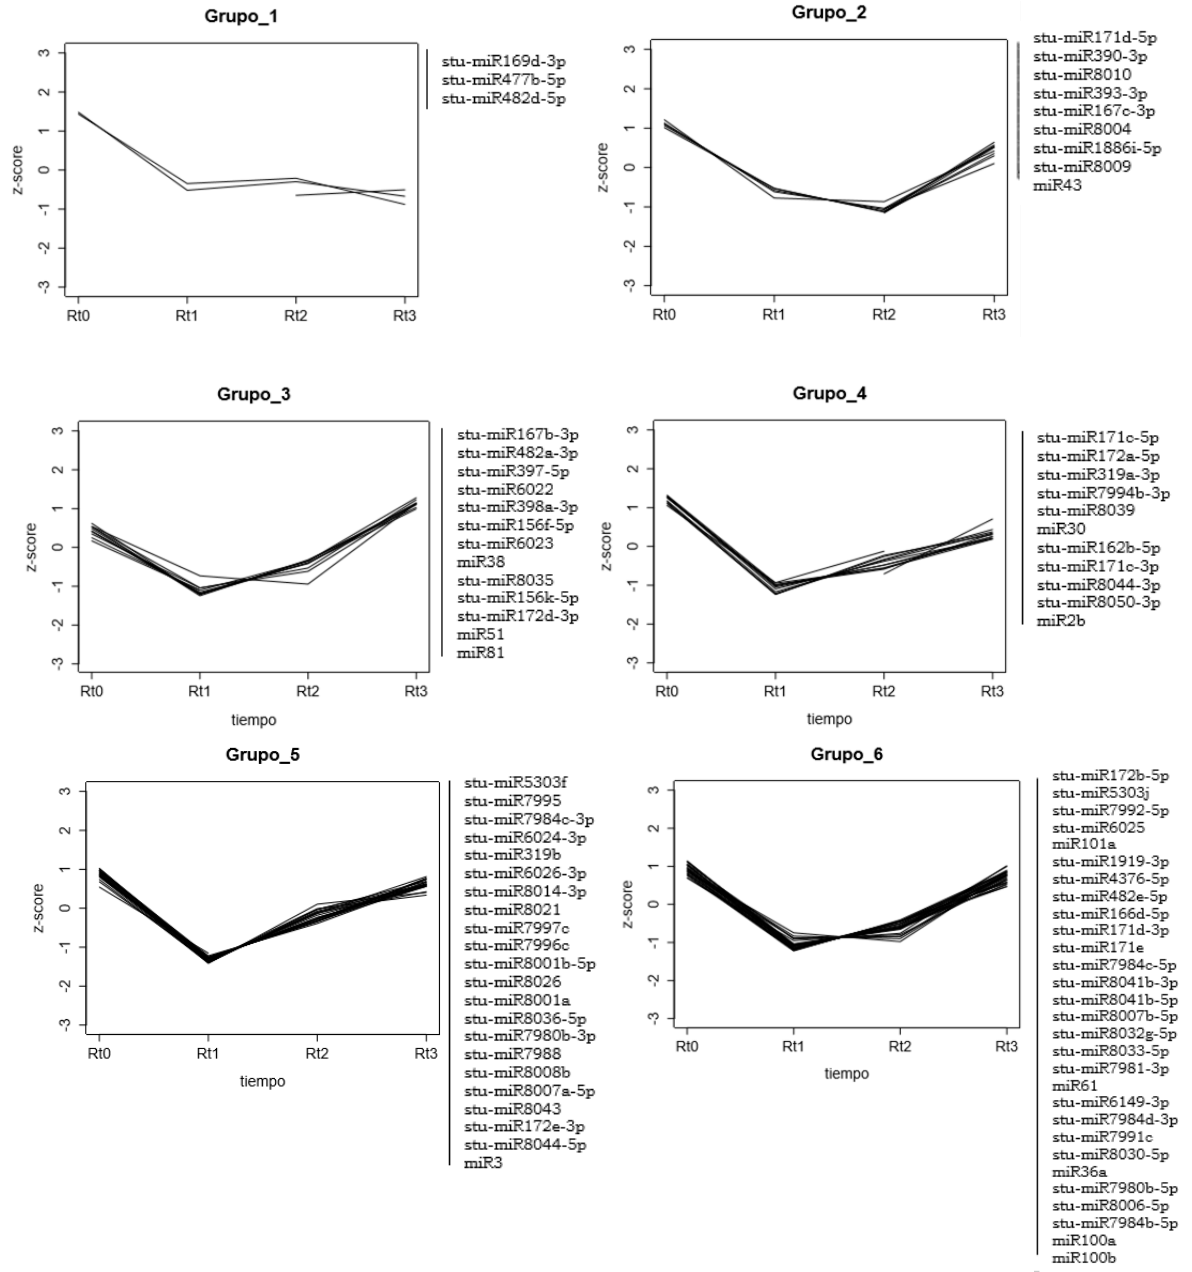 Grupo_1
3
2
1
0
-1
-2
-3
z-score
Rt0 Rt1 Rt2 Rt3
stu-miR169d-3p
stu-miR477b-5p
stu-miR482d-5p
Grupo_2
3
2
1
0
-1
-2
-3
z-score
Rt0 Rt1 Rt2 Rt3
stu-miR171d-5p
stu-miR390-3p
stu-miR8010
stu-miR393-3p
stu-miR167c-3p
stu-miR8004
stu-miR1886i-5p
stu-miR8009
miR43
Grupo_3
3
2
1
0
-1
-2
-3
z-score
Rt0 Rt1 Rt2 Rt3
tiempo
stu-miR167b-3p
stu-miR482a-3p
stu-miR397-5p
stu-miR6022
stu-miR398a-3p
stu-miR156f-5p
stu-miR6023
miR38
stu-miR8035
stu-miR156k-5p
stu-miR172d-3p
miR51
miR81
Grupo_4
3
2
1
0
-1
-2
-3
z-score
Rt0 Rt1 Rt2 Rt3
tiempo
stu-miR171c-5p
stu-miR172a-5p
stu-miR319a-3p
stu-miR7994b-3p
stu-miR8039
miR30
stu-miR162b-5p
stu-miR171c-3p
stu-miR8044-3p
stu-miR8050-3p
miR2b
Grupo_5
3
2
1
0
-1
-2
-3
z-score
Rt0 Rt1 Rt2 Rt3
tiempo
stu-miR5303f
stu-miR7995
stu-miR7984c-3p
stu-miR6024-3p
stu-miR319b
stu-miR6026-3p
stu-miR8014-3p
stu-miR8021
stu-miR7997c
stu-miR7996c
stu-miR8001b-5p
stu-miR8026
stu-miR8001a
stu-miR8036-5p
stu-miR7980b-3p
stu-miR7988
stu-miR8008b
stu-miR8007a-5p
stu-miR8043
stu-miR172e-3p
stu-miR8044-5p
miR3
Grupo_6
3
2
1
0
-1
-2
-3
z-score
Rt0 Rt1 Rt2 Rt3
tiempo
stu-miR172b-5p
stu-miR5303j
stu-miR7992-5p
stu-miR6025
miR101a
stu-miR1919-3p
stu-miR4376-5p
stu-miR482e-5p
stu-miR166d-5p
stu-miR171d-3p
stu-miR171e
stu-miR7984c-5p
stu-miR8041b-3p
stu-miR8041b-5p
stu-miR8007b-5p
stu-miR8032g-5p
stu-miR8033-5p
stu-miR7981-3p
miR61
stu-miR6149-3p
stu-miR7984d-3p
stu-miR7991c
stu-miR8030-5p
miR36a
stu-miR7980b-5p
stu-miR8006-5p
stu-miR7984b-5p
miR100a
miR100b